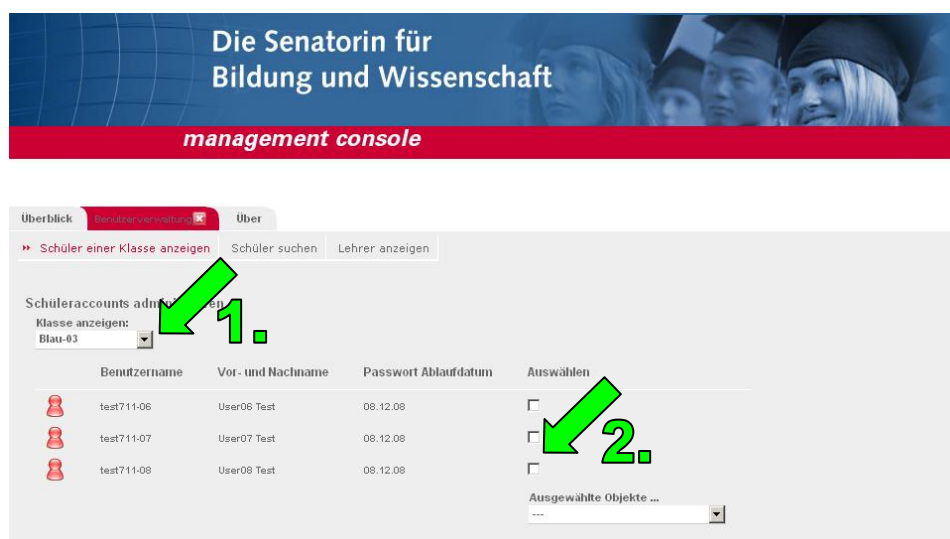 Die Senatorin für
Bildung und Wissenschaft
management console
Überblick Benutzerverwaltung Über
Schüler einer Klasse anzeigen Schüler suchen Lehrer anzeigen
Schüleraccounts
1.
Klasse anzeigen:
Blau-03
Benutzername Vor- und Nachname Passwort Ablaufdatum Auswählen
test711-06 User06 Test 08.12.08
test711-07 User07 Test 08.12.08
2.
test711-08 User08 Test 08.12.08
Ausgewählte Objekte ...
---